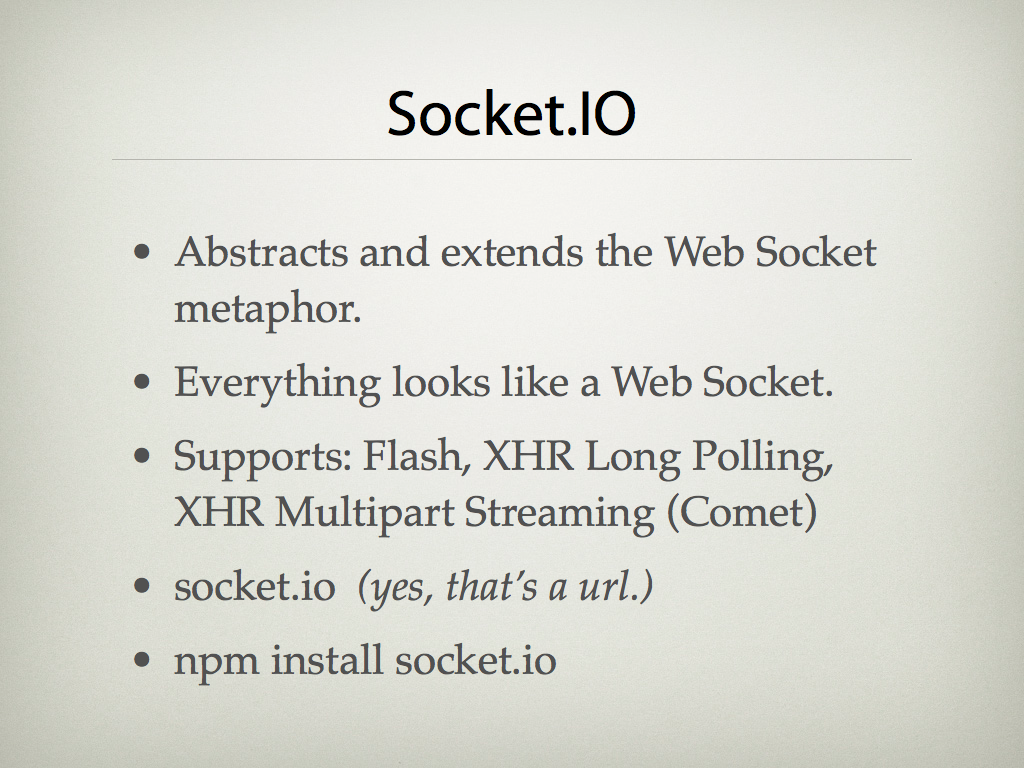 Socket.IO
• Abstracts and extends the Web Socket
metaphor.
• Everything looks like a Web Socket.
• Supports: Flash, XHR Long Polling,
XHR Multipart Streaming (Comet)
• socket.io (yes, that’s a url.)
• npm install socket.io